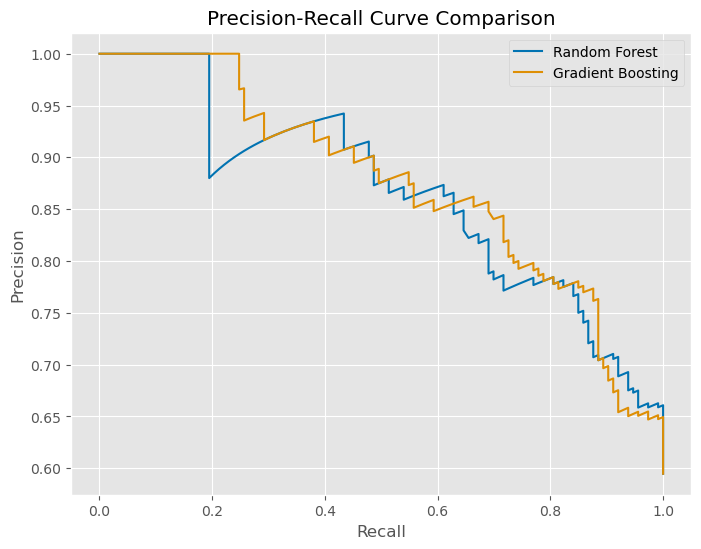 Precision-Recall Curve Comparison
Random Forest
Gradient Boosting
Precision
1.00
0.95
0.90
0.85
0.80
0.75
0.70
0.65
0.60
0.0 0.2 0.4 0.6 0.8 1.0
Recall